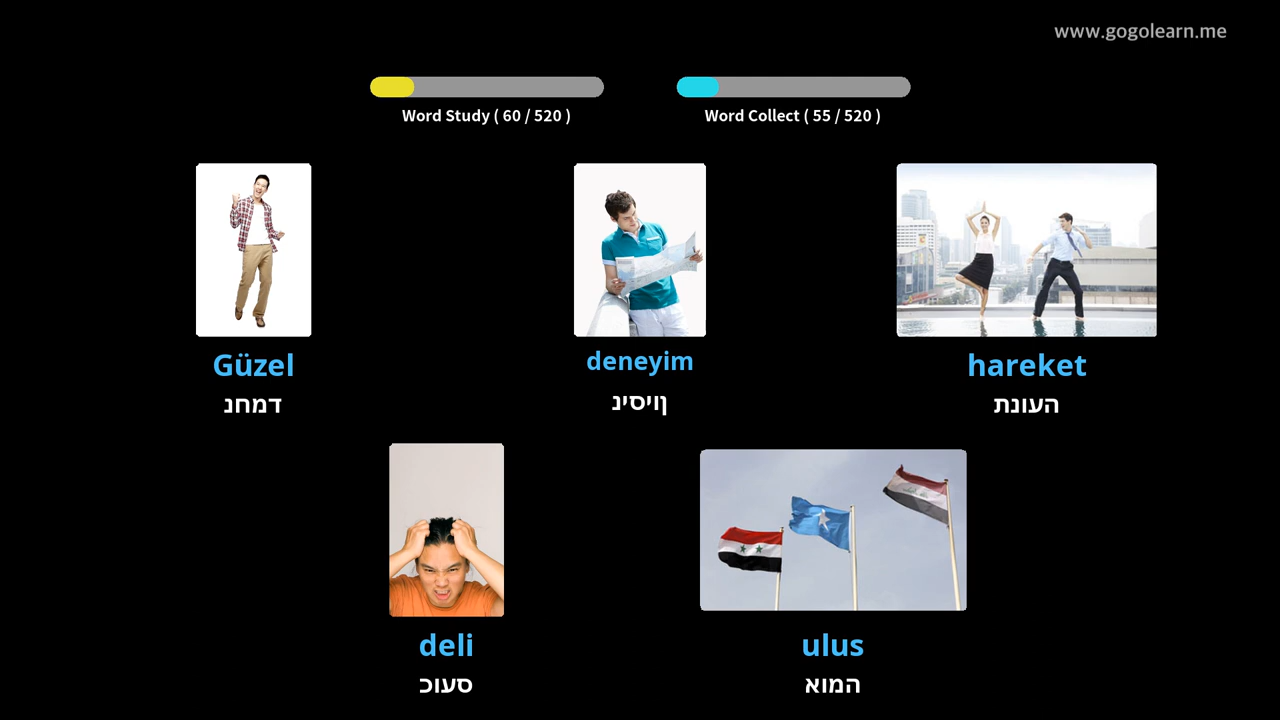 www.gogolearn.me
Word Study ( 60 / 520 )
Word Collect ( 55 / 520 )
Güzel
דמחנ
deneyim
ןויסינ
hareket
העונת
deli
סעוכ
ulus
המוא